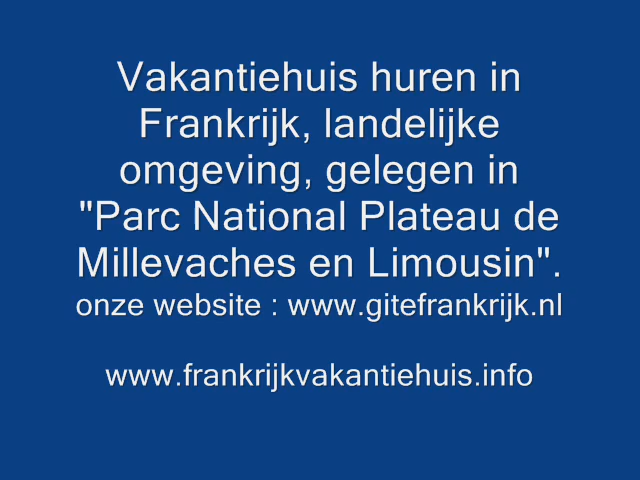 Vakantiehuis huren in
Frankrijk, landelijke
omgeving, gelegen in
"Parc National Plateau de
Millevaches en Limousin".
onze website : www.gitefrankrijk.nl
www.frankrijkvakantiehuis.info